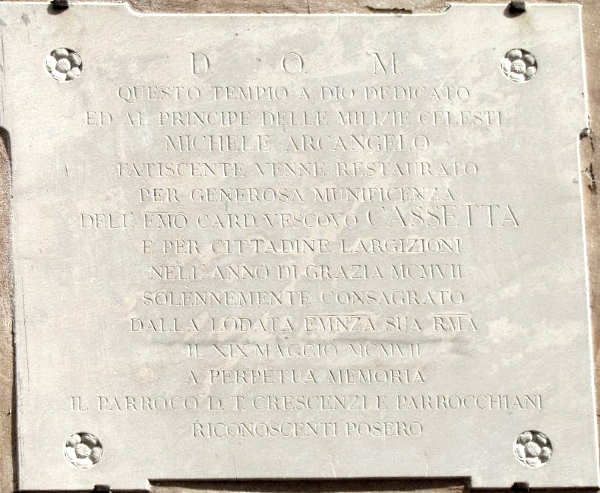 D. O. M.
QUESTO TEMPIO A DIO DEDICATO
ED AL PRINCIPE DELLE MILIZIE CELESTI
MICHELE ARCANGELO
FATISCENTE VENNE RESTAURATO
PER GENEROSA MUNIFICENZA
DELL'EMO CARD VESCOVO CASSETTA
E PER CITTADINE LARGIZIONI
NELL'ANNO DI GRAZIA MCMVII
SOLENNEMENTE CONSAGRATO
DALLA LODATA EMNZA SUA RMA
IL XIX MAGGIO MCMVII
A PERPETUA MEMORIA
IL PARROCO D. T. CRESCENZI E PARROCCHIANI
RICONOSCENTI POSERO